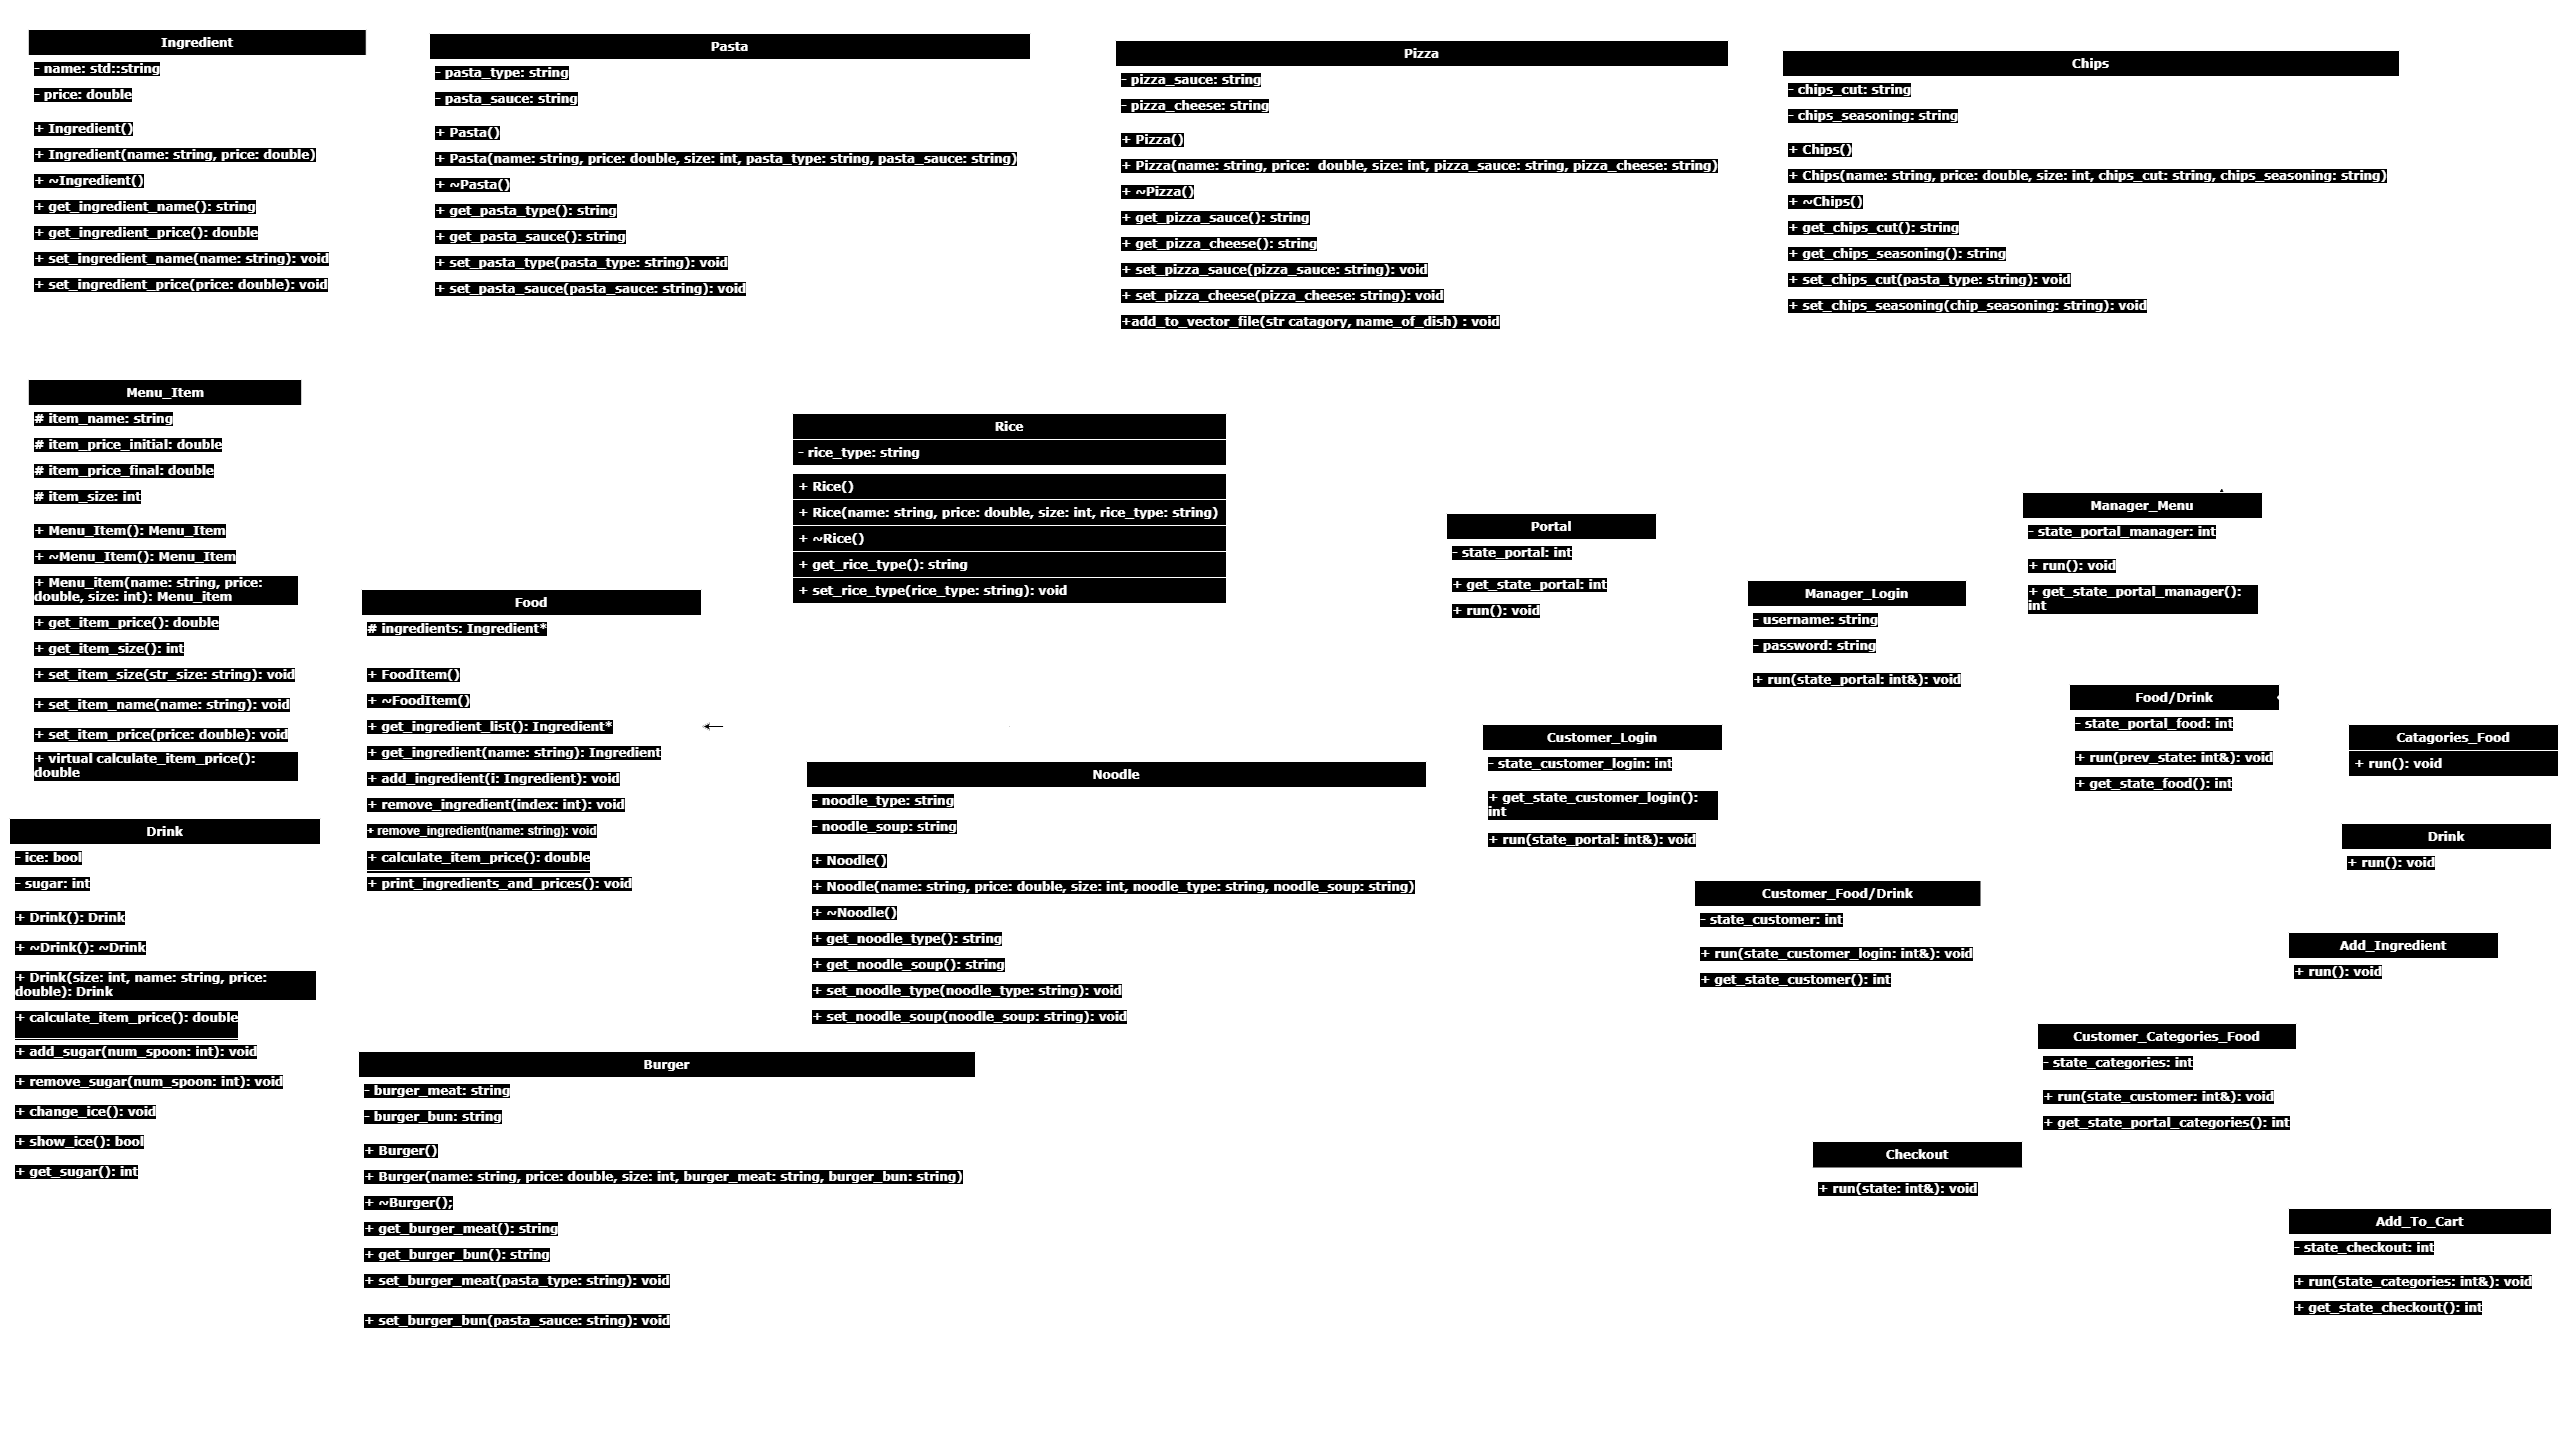 Ingredient
- name: std::string
- price: double
+ Ingredient()
+ Ingredient(name: string, price: double)
+ ~Ingredient()
+ get_ingredient_name(): string
+ get_ingredient_price(): double
+ set_ingredient_name(name: string): void
+ set_ingredient_price(price: double): void
Pasta
- pasta_type: string
- pasta_sauce: string
+ Pasta()
+ Pasta(name: string, price: double, size: int, pasta_type: string, pasta_sauce: string)
+ ~Pasta()
+ get_pasta_type(): string
+ get_pasta_sauce(): string
+ set_pasta_type(pasta_type: string): void
+ set_pasta_sauce(pasta_sauce: string): void
Pizza
- pizza_sauce: string
- pizza_cheese: string
+ Pizza()
+ Pizza(name: string, price:  double, size: int, pizza_sauce: string, pizza_cheese: string)
+ ~Pizza()
+ get_pizza_sauce(): string
+ get_pizza_cheese(): string
+ set_pizza_sauce(pizza_sauce: string): void
+ set_pizza_cheese(pizza_cheese: string): void
+add_to_vector_file(str catagory, name_of_dish) : void
Chips
- chips_cut: string
- chips_seasoning: string
+ Chips()
+ Chips(name: string, price: double, size: int, chips_cut: string, chips_seasoning: string)
+ ~Chips()
+ get_chips_cut(): string
+ get_chips_seasoning(): string
+ set_chips_cut(pasta_type: string): void
+ set_chips_seasoning(chip_seasoning: string): void
Menu_Item
# item_name: string
# item_price_initial: double
# item_price_final: double
# item_size: int
+ Menu_Item(): Menu_Item
+ ~Menu_Item(): Menu_Item
+ Menu_item(name: string, price:
double, size: int): Menu_item
+ get_item_price(): double
+ get_item_size(): int
+ set_item_size(str_size: string): void
+ set_item_name(name: string): void
+ set_item_price(price: double): void
+ virtual calculate_item_price():
double
Drink
- ice: bool
- sugar: int
+ Drink(): Drink
+ ~Drink(): ~Drink
+ Drink(size: int, name: string, price:
double): Drink
+ calculate_item_price(): double
+ add_sugar(num_spoon: int): void
+ remove_sugar(num_spoon: int): void
+ change_ice(): void
+ show_ice(): bool
+ get_sugar(): int
Food
# ingredients: Ingredient*
+ FoodItem()
+ ~FoodItem()
+ get_ingredient_list(): Ingredient*
+ get_ingredient(name: string): Ingredient
+ add_ingredient(i: Ingredient): void
+ remove_ingredient(index: int): void
+ remove_ingredient(name: string): void
+ calculate_item_price(): double
+ print_ingredients_and_prices(): void
Rice
- rice_type: string
+ Rice()
+ Rice(name: string, price: double, size: int, rice_type: string)
+ ~Rice()
+ get_rice_type(): string
+ set_rice_type(rice_type: string): void
Noodle
- noodle_type: string
- noodle_soup: string
+ Noodle()
+ Noodle(name: string, price: double, size: int, noodle_type: string, noodle_soup: string)
+ ~Noodle()
+ get_noodle_type(): string
+ get_noodle_soup(): string
+ set_noodle_type(noodle_type: string): void
+ set_noodle_soup(noodle_soup: string): void
Burger
- burger_meat: string
- burger_bun: string
+ Burger()
+ Burger(name: string, price: double, size: int, burger_meat: string, burger_bun: string)
+ ~Burger();
+ get_burger_meat(): string
+ get_burger_bun(): string
+ set_burger_meat(pasta_type: string): void
+ set_burger_bun(pasta_sauce: string): void
Portal
- state_portal: int
+ get_state_portal: int
+ run(): void
Manager_Login
- username: string
- password: string
+ run(state_portal: int&): void
Manager_Menu
- state_portal_manager: int
+ run(): void
+ get_state_portal_manager():
int
Food/Drink
- state_portal_food: int
+ run(prev_state: int&): void
+ get_state_food(): int
Catagories_Food
+ run(): void
Drink
+ run(): void
Add_Ingredient
+ run(): void
Customer_Login
- state_customer_login: int
+ get_state_customer_login():
int
+ run(state_portal: int&): void
Customer_Food/Drink
- state_customer: int
+ run(state_customer_login: int&): void
+ get_state_customer(): int
Customer_Categories_Food
- state_categories: int
+ run(state_customer: int&): void
+ get_state_portal_categories(): int
Checkout
+ run(state: int&): void
Add_To_Cart
- state_checkout: int
+ run(state_categories: int&): void
+ get_state_checkout(): int